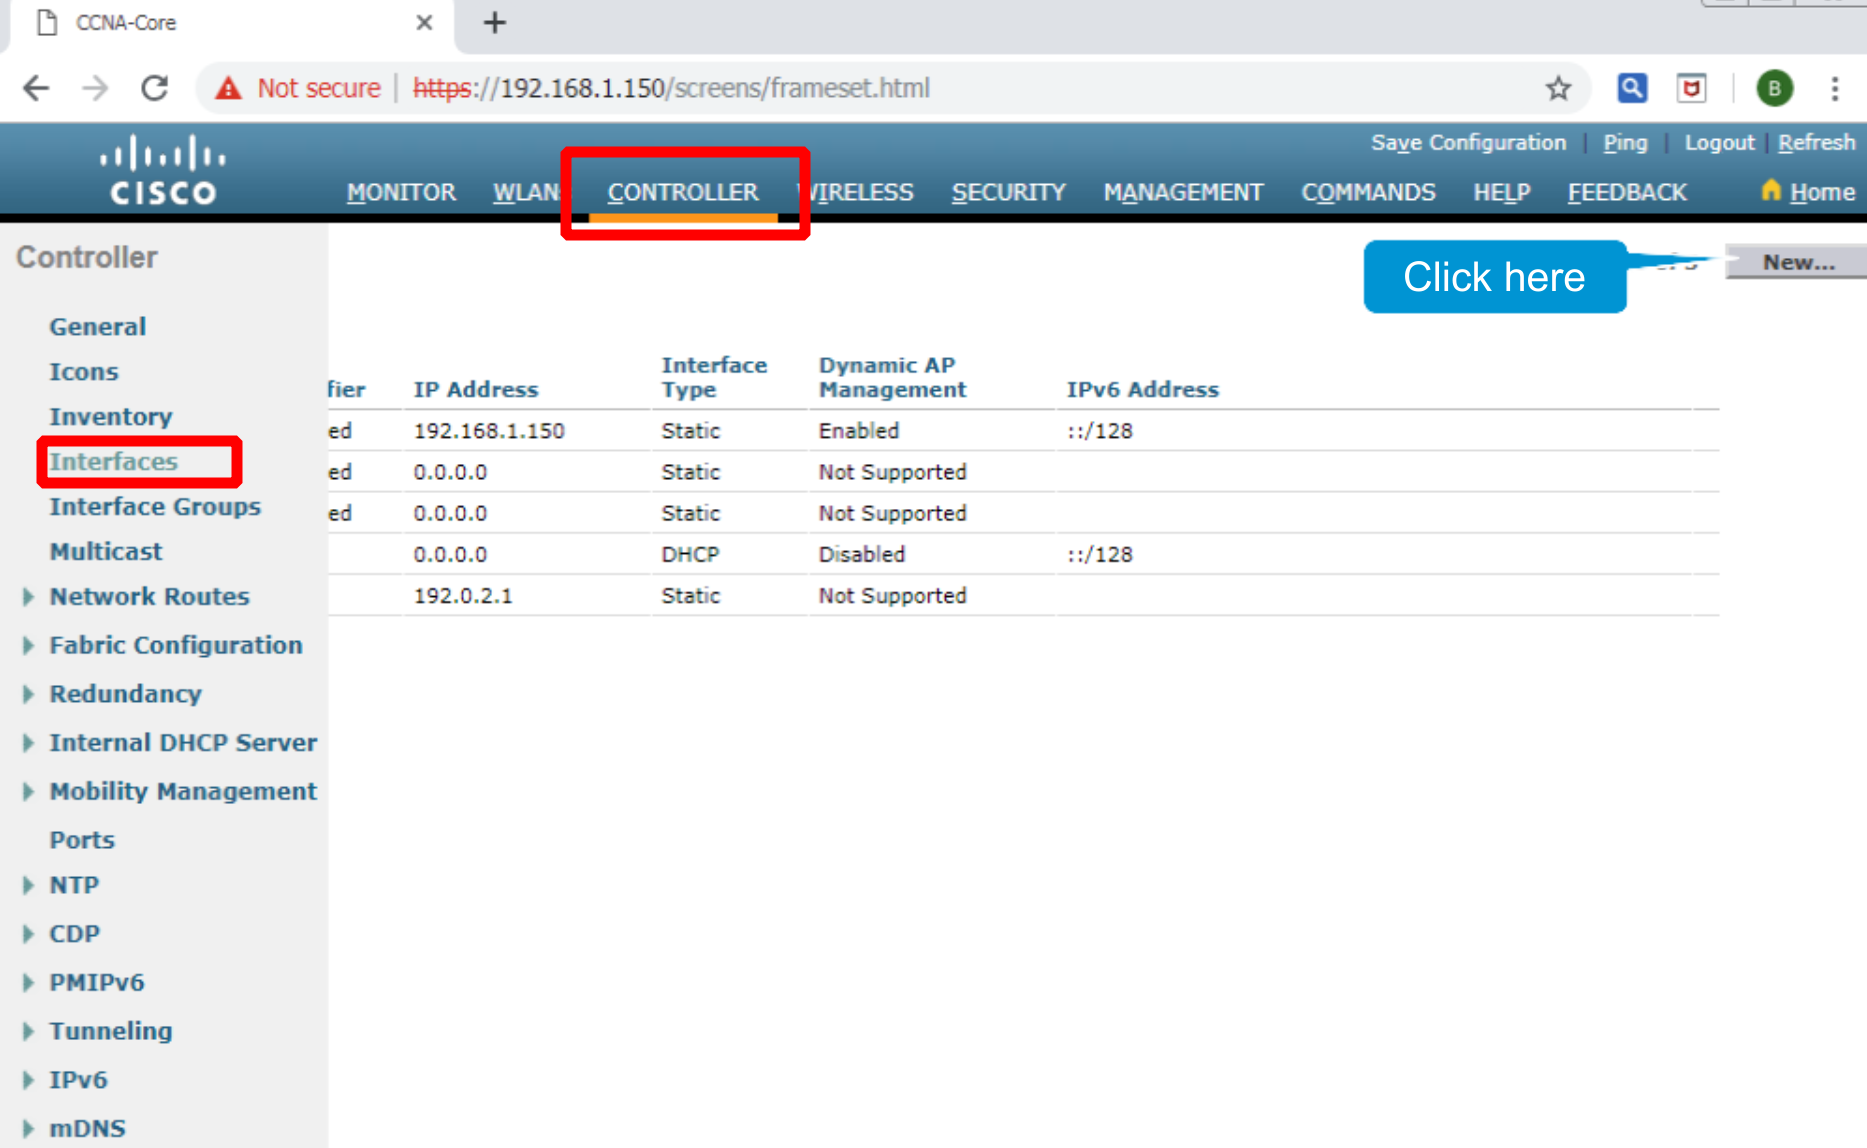 CCNA-Core
Not secure | https://192.168.1.150/screens/frameset.html
B
Save Configuration | Ping | Logout | Refresh
CISCO
MONITOR WLAN CONTROLLER WIRELESS SECURITY MANAGEMENT COMMANDS HELP FEEDBACK Home
Controller
Click here
New...
General
Icons
Inventory
Interfaces
Interface Groups
Multicast
Network Routes
Fabric Configuration
Redundancy
Internal DHCP Server
Mobility Management
Ports
NTP
CDP
PMIPv6
Tunneling
IPv6
mDNS
fier IP Address Interface Type Dynamic AP Management IPv6 Address
ed 192.168.1.150 Static Enabled ::/128
ed 0.0.0.0 Static Not Supported
ed 0.0.0.0 Static Not Supported
0.0.0.0 DHCP Disabled ::/128
192.0.2.1 Static Not Supported